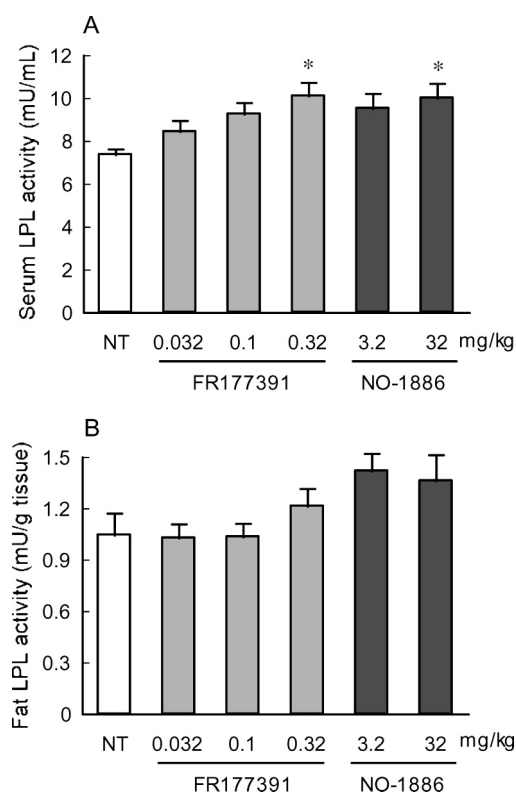 A
Serum LPL activity (mU/mL)
12
10
8
6
4
2
0
* *
NT 0.032 0.1 0.32 3.2 32 mg/kg
FR177391 NO-1886
B
Fat LPL activity (mU/g tissue)
1.5
1.2
0.9
0.6
0.3
0
NT 0.032 0.1 0.32 3.2 32 mg/kg
FR177391 NO-1886